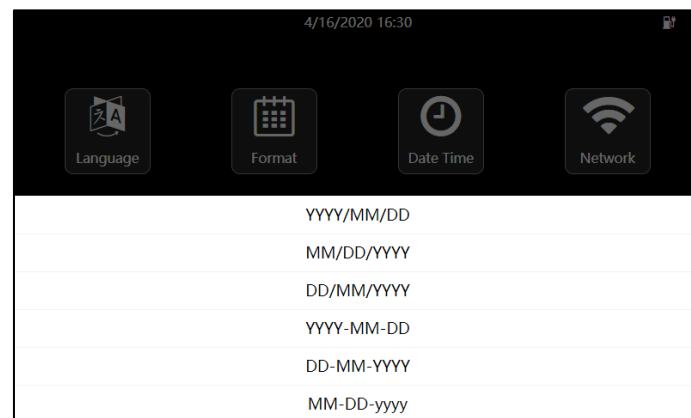 4/16/2020 16:30
Language
Format
Date Time
Network
YYYY/MM/DD
MM/DD/YYYY
DD/MM/YYYY
YYYY-MM-DD
DD-MM-YYYY
MM-DD-yyyy